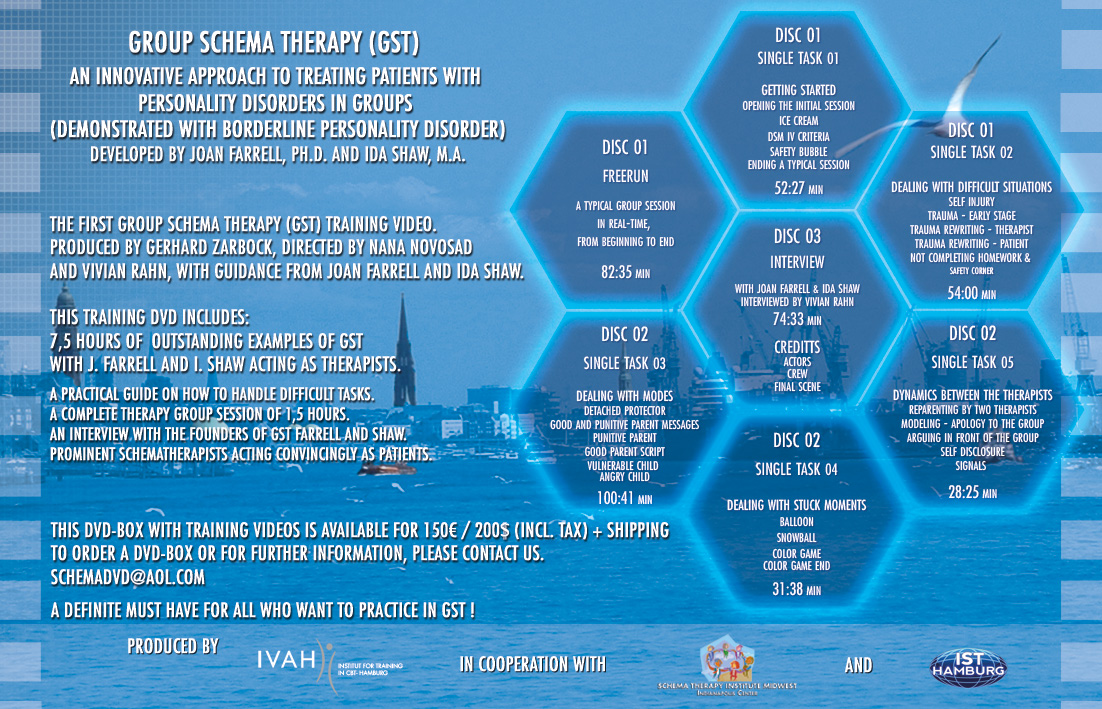 GROUP SCHEMA THERAPY (GST)
AN INNOVATIVE APPROACH TO TREATING PATIENTS WITH
PERSONALITY DISORDERS IN GROUPS
(DEMONSTRATED WITH BORDERLINE PERSONALITY DISORDER)
DEVELOPED BY JOAN FARRELL, PH.D. AND IDA SHAW, M.A.
THE FIRST GROUP SCHEMA THERAPY (GST) TRAINING VIDEO.
PRODUCED BY GERHARD ZARBOCK, DIRECTED BY NANA NOVOSAD
AND VIVIAN RAHN, WITH GUIDANCE FROM JOAN FARRELL AND IDA SHAW.
THIS TRAINING DVD INCLUDES:
7,5 HOURS OF OUTSTANDING EXAMPLES OF GST
WITH J. FARRELL AND I. SHAW ACTING AS THERAPISTS.
A PRACTICAL GUIDE ON HOW TO HANDLE DIFFICULT TASKS.
A COMPLETE THERAPY GROUP SESSION OF 1,5 HOURS.
AN INTERVIEW WITH THE FOUNDERS OF GST FARRELL AND SHAW.
PROMINENT SCHEMATHERAPISTS ACTING CONVINCINGLY AS PATIENTS.
THIS DVD-BOX WITH TRAINING VIDEOS IS AVAILABLE FOR 150€ / 200$ (INCL. TAX) + SHIPPING
TO ORDER A DVD-BOX OR FOR FURTHER INFORMATION, PLEASE CONTACT US.
SCHEMADVD@AOL.COM
A DEFINITE MUST HAVE FOR ALL WHO WANT TO PRACTICE IN GST !
DISC 01
FREERUN
A TYPICAL GROUP SESSION
IN REAL-TIME,
FROM BEGINNING TO END
82:35 MIN
DISC 01
SINGLE TASK 01
GETTING STARTED
OPENING THE INITIAL SESSION
ICE CREAM
DSM IV CRITERIA
SAFETY BUBBLE
ENDING A TYPICAL SESSION
52:27 MIN
DISC 01
SINGLE TASK 02
DEALING WITH DIFFICULT SITUATIONS
SELF INJURY
TRAUMA - EARLY STAGE
TRAUMA REWRITING - THERAPIST
TRAUMA REWRITING - PATIENT
NOT COMPLETING HOMEWORK &
SAFETY CORNER
54:00 MIN
DISC 03
INTERVIEW
WITH JOAN FARRELL & IDA SHAW
INTERVIEWED BY VIVIAN RAHN
74:33 MIN
CREDITTS
ACTORS
CREW
FINAL SCENE
DISC 02
SINGLE TASK 03
DEALING WITH MODES
DETACHED PROTECTOR
GOOD AND PUNITIVE PARENT MESSAGES
PUNITIVE PARENT
GOOD PARENT SCRIPT
VULNERABLE CHILD
ANGRY CHILD
100:41 MIN
DISC 02
SINGLE TASK 04
DEALING WITH STUCK MOMENTS
BALLOON
SNOWBALL
COLOR GAME
COLOR GAME END
31:38 MIN
DISC 02
SINGLE TASK 05
DYNAMICS BETWEEN THE THERAPISTS
REPARENTING BY TWO THERAPISTS
MODELING - APOLOGY TO THE GROUP
ARGUING IN FRONT OF THE GROUP
SELF DISCLOSURE
SIGNALS
28:25 MIN
PRODUCED BY
IVAH
INSTITUT FOR TRAINING
IN CBT- HAMBURG
IN COOPERATION WITH
SCHEMA THERAPY INSTITUTE MIDWEST
INDIANAPOLIS CENTER
AND
IST
HAMBURG